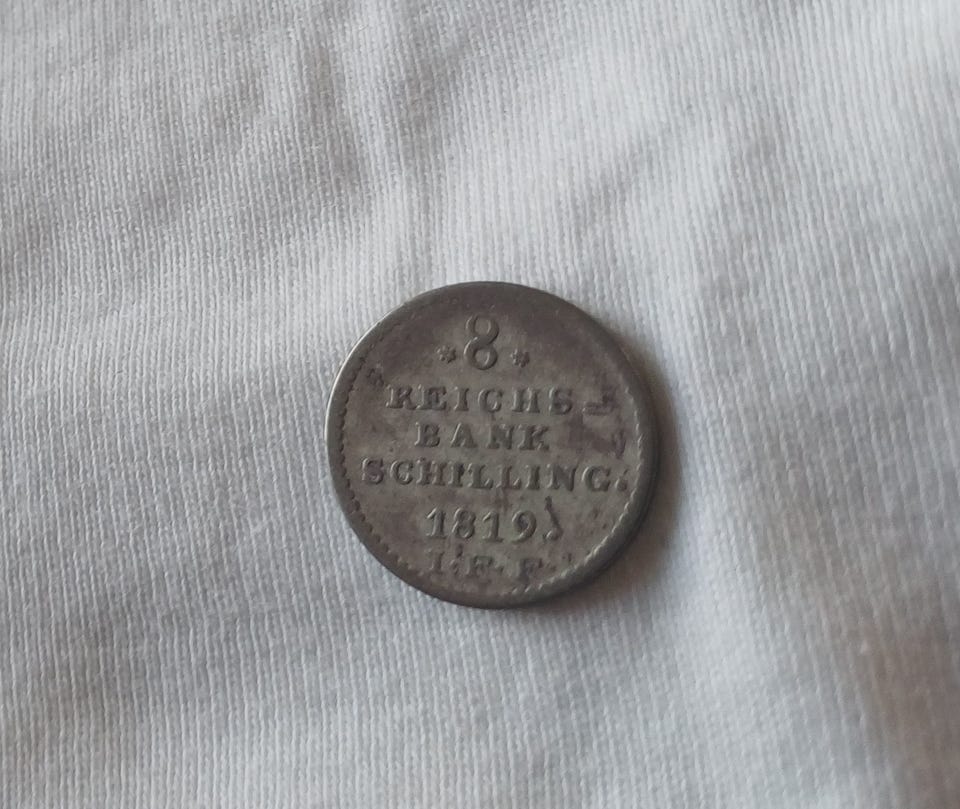 * 8 *
REICHS
BANK
SCHILLING.
1819.
I. F. F.